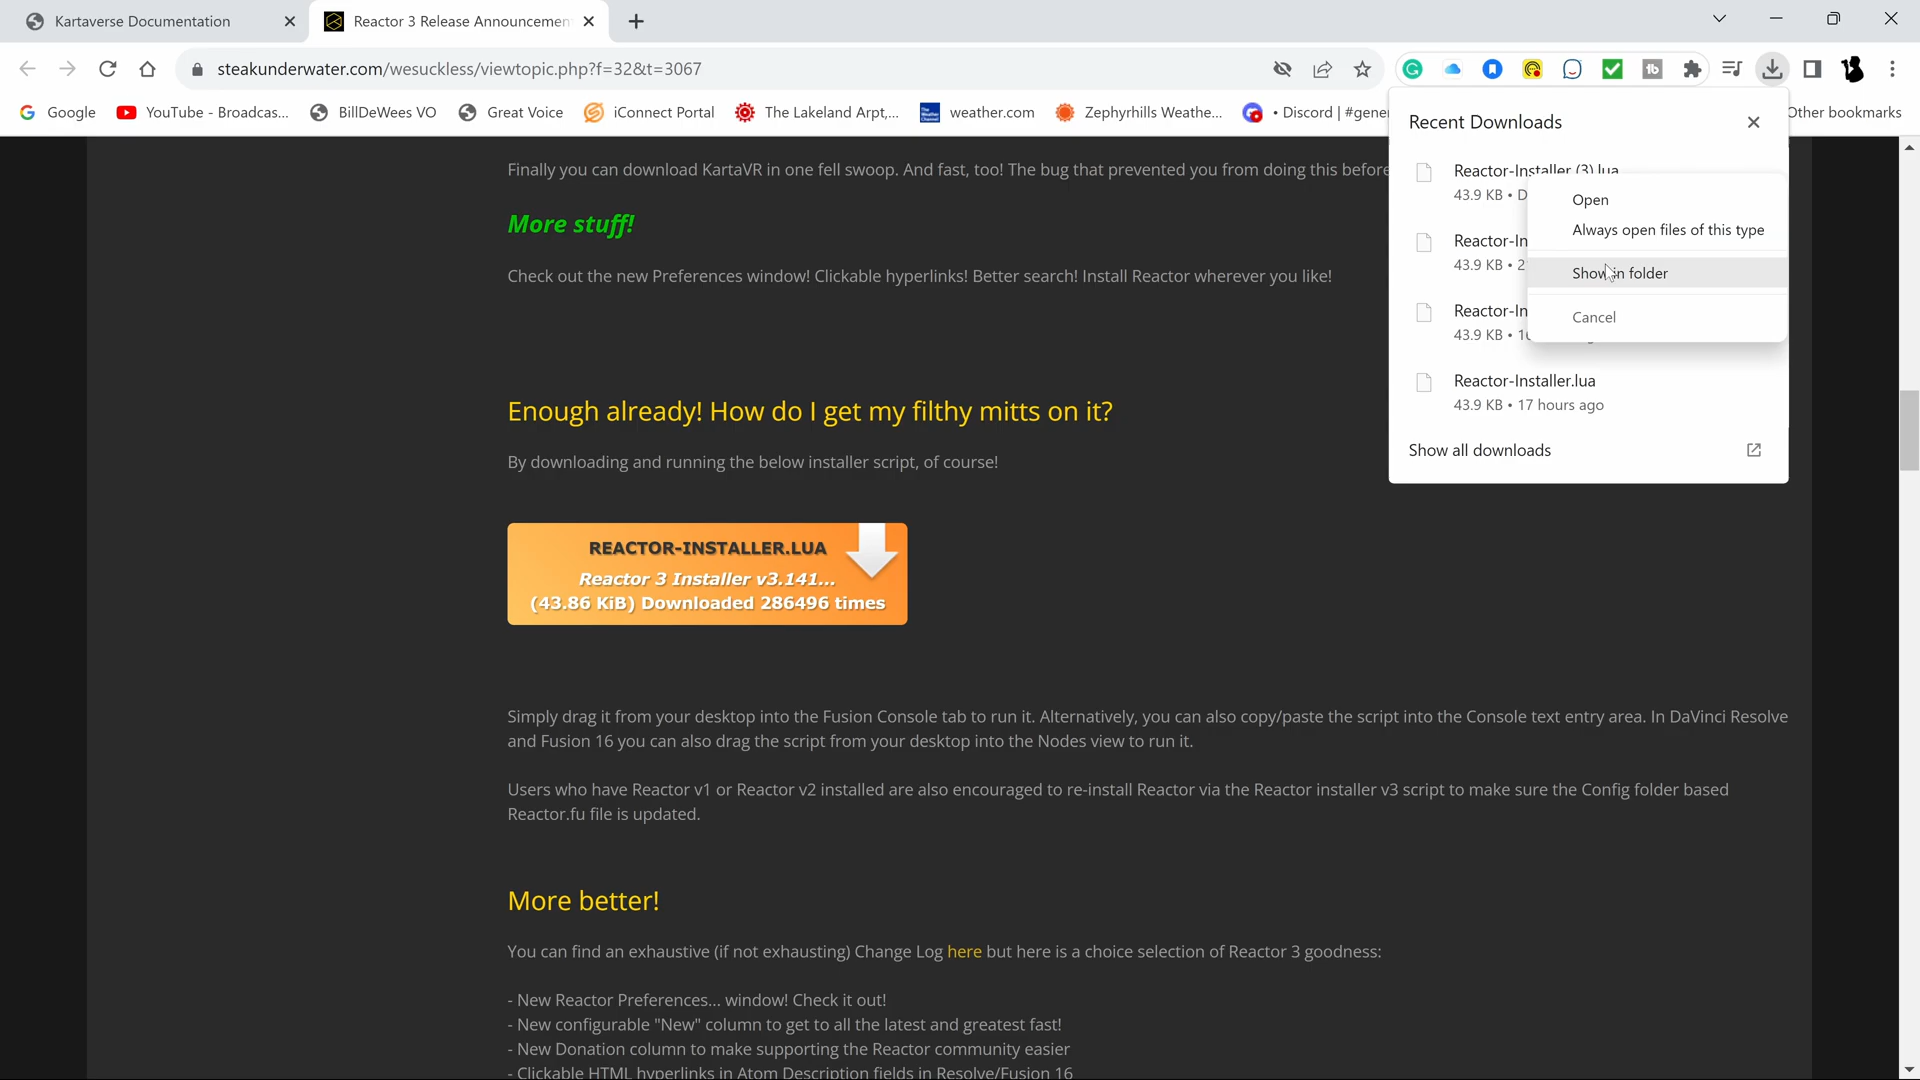 Kartaverse Documentation
Reactor 3 Release Announcemen
steakunderwater.com/wesuckless/viewtopic.php?f=32&t=3067
Google
YouTube - Broadcas...
BillDeWees VO
Great Voice
iConnect Portal
The Lakeland Arpt,...
weather.com
Zephyrhills Weathe...
• Discord | #gener
Other bookmarks
Recent Downloads
Reactor-Installer (3).lua
43.9 KB • D
Open
Always open files of this type
Reactor-In
43.9 KB • 2
Show in folder
Reactor-In
43.9 KB •
Cancel
Reactor-Installer.lua
43.9 KB • 17 hours ago
Show all downloads
Finally you can download KartaVR in one fell swoop. And fast, too! The bug that prevented you from doing this before
More stuff!
Check out the new Preferences window! Clickable hyperlinks! Better search! Install Reactor wherever you like!
Enough already! How do I get my filthy mitts on it?
By downloading and running the below installer script, of course!
REACTOR-INSTALLER.LUA
Reactor 3 Installer v3.141...
(43.86 KiB) Downloaded 286496 times
Simply drag it from your desktop into the Fusion Console tab to run it. Alternatively, you can also copy/paste the script into the Console text entry area. In DaVinci Resolve
and Fusion 16 you can also drag the script from your desktop into the Nodes view to run it.
Users who have Reactor v1 or Reactor v2 installed are also encouraged to re-install Reactor via the Reactor installer v3 script to make sure the Config folder based
Reactor.fu file is updated.
More better!
You can find an exhaustive (if not exhausting) Change Log here but here is a choice selection of Reactor 3 goodness:
- New Reactor Preferences... window! Check it out!
- New configurable "New" column to get to all the latest and greatest fast!
- New Donation column to make supporting the Reactor community easier
- Clickable HTML hyperlinks in Atom Description fields in Resolve/Fusion 16